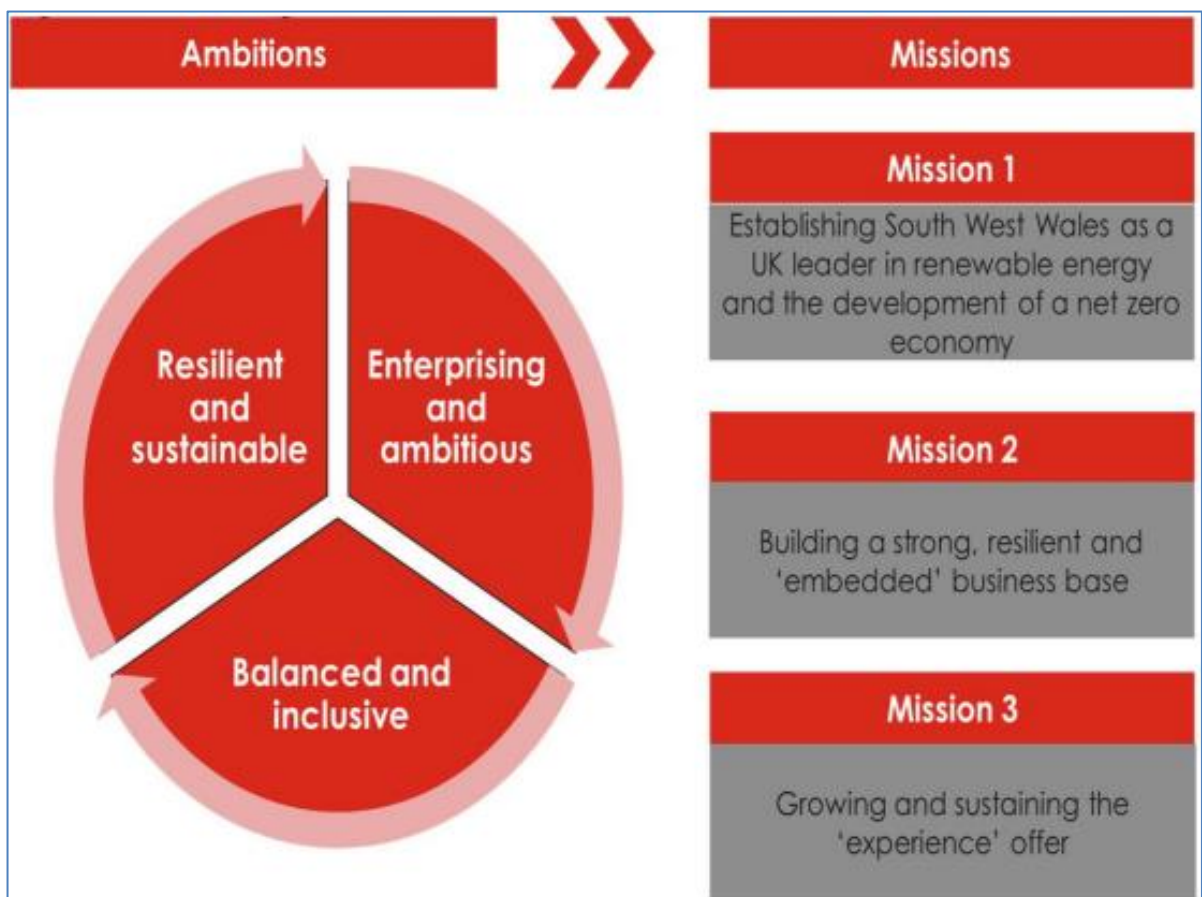 Ambitions
Missions
Resilient
and
sustainable
Enterprising
and
ambitious
Balanced and
inclusive
Mission 1
Establishing South West Wales as a
UK leader in renewable energy
and the development of a net zero
economy
Mission 2
Building a strong, resilient and
‘embedded’ business base
Mission 3
Growing and sustaining the
‘experience’ offer